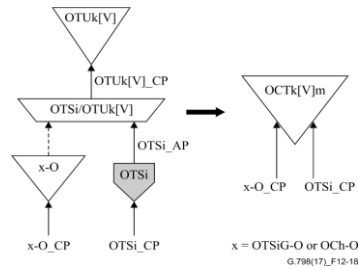 OTUk[V]
OTUk[V]_CP
OTSi/OTUk[V]
OTSi_AP
x-O
OTSi
x-O_CP
OTSi_CP
OCTk[V]m
x-O_CP
OTSi_CP
x = OTSiG-O or OCh-O
G.798(17)_F12-18